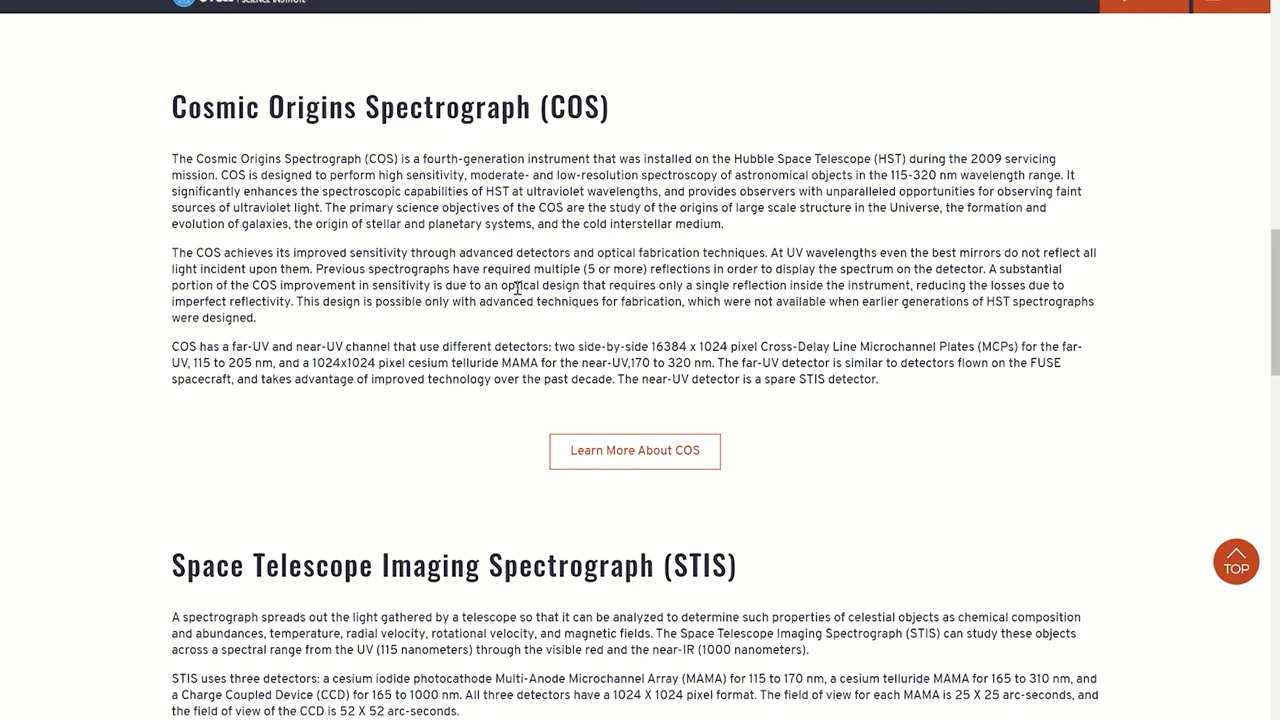 SCIENCE INSTITUTE
Cosmic Origins Spectrograph (COS)
The Cosmic Origins Spectrograph (COS) is a fourth-generation instrument that was installed on the Hubble Space Telescope (HST) during the 2009 servicing
mission. COS is designed to perform high sensitivity, moderate- and low-resolution spectroscopy of astronomical objects in the 115-320 nm wavelength range. It
significantly enhances the spectroscopic capabilities of HST at ultraviolet wavelengths, and provides observers with unparalleled opportunities for observing faint
sources of ultraviolet light. The primary science objectives of the COS are the study of the origins of large scale structure in the Universe, the formation and
evolution of galaxies, the origin of stellar and planetary systems, and the cold interstellar medium.
The COS achieves its improved sensitivity through advanced detectors and optical fabrication techniques. At UV wavelengths even the best mirrors do not reflect all
light incident upon them. Previous spectrographs have required multiple (5 or more) reflections in order to display the spectrum on the detector. A substantial
portion of the COS improvement in sensitivity is due to an optical design that requires only a single reflection inside the instrument, reducing the losses due to
imperfect reflectivity. This design is possible only with advanced techniques for fabrication, which were not available when earlier generations of HST spectrographs
were designed.
COS has a far-UV and near-UV channel that use different detectors: two side-by-side 16384 x 1024 pixel Cross-Delay Line Microchannel Plates (MCPs) for the far-
UV, 115 to 205 nm, and a 1024x1024 pixel cesium telluride MAMA for the near-UV,170 to 320 nm. The far-UV detector is similar to detectors flown on the FUSE
spacecraft, and takes advantage of improved technology over the past decade. The near-UV detector is a spare STIS detector.
Learn More About COS
Space Telescope Imaging Spectrograph (STIS)
TOP
A spectrograph spreads out the light gathered by a telescope so that it can be analyzed to determine such properties of celestial objects as chemical composition
and abundances, temperature, radial velocity, rotational velocity, and magnetic fields. The Space Telescope Imaging Spectrograph (STIS) can study these objects
across a spectral range from the UV (115 nanometers) through the visible red and the near-IR (1000 nanometers).
STIS uses three detectors: a cesium iodide photocathode Multi-Anode Microchannel Array (MAMA) for 115 to 170 nm, a cesium telluride MAMA for 165 to 310 nm, and
a Charge Coupled Device (CCD) for 165 to 1000 nm. All three detectors have a 1024 X 1024 pixel format. The field of view for each MAMA is 25 X 25 arc-seconds, and
the field of view of the CCD is 52 X 52 arc-seconds.